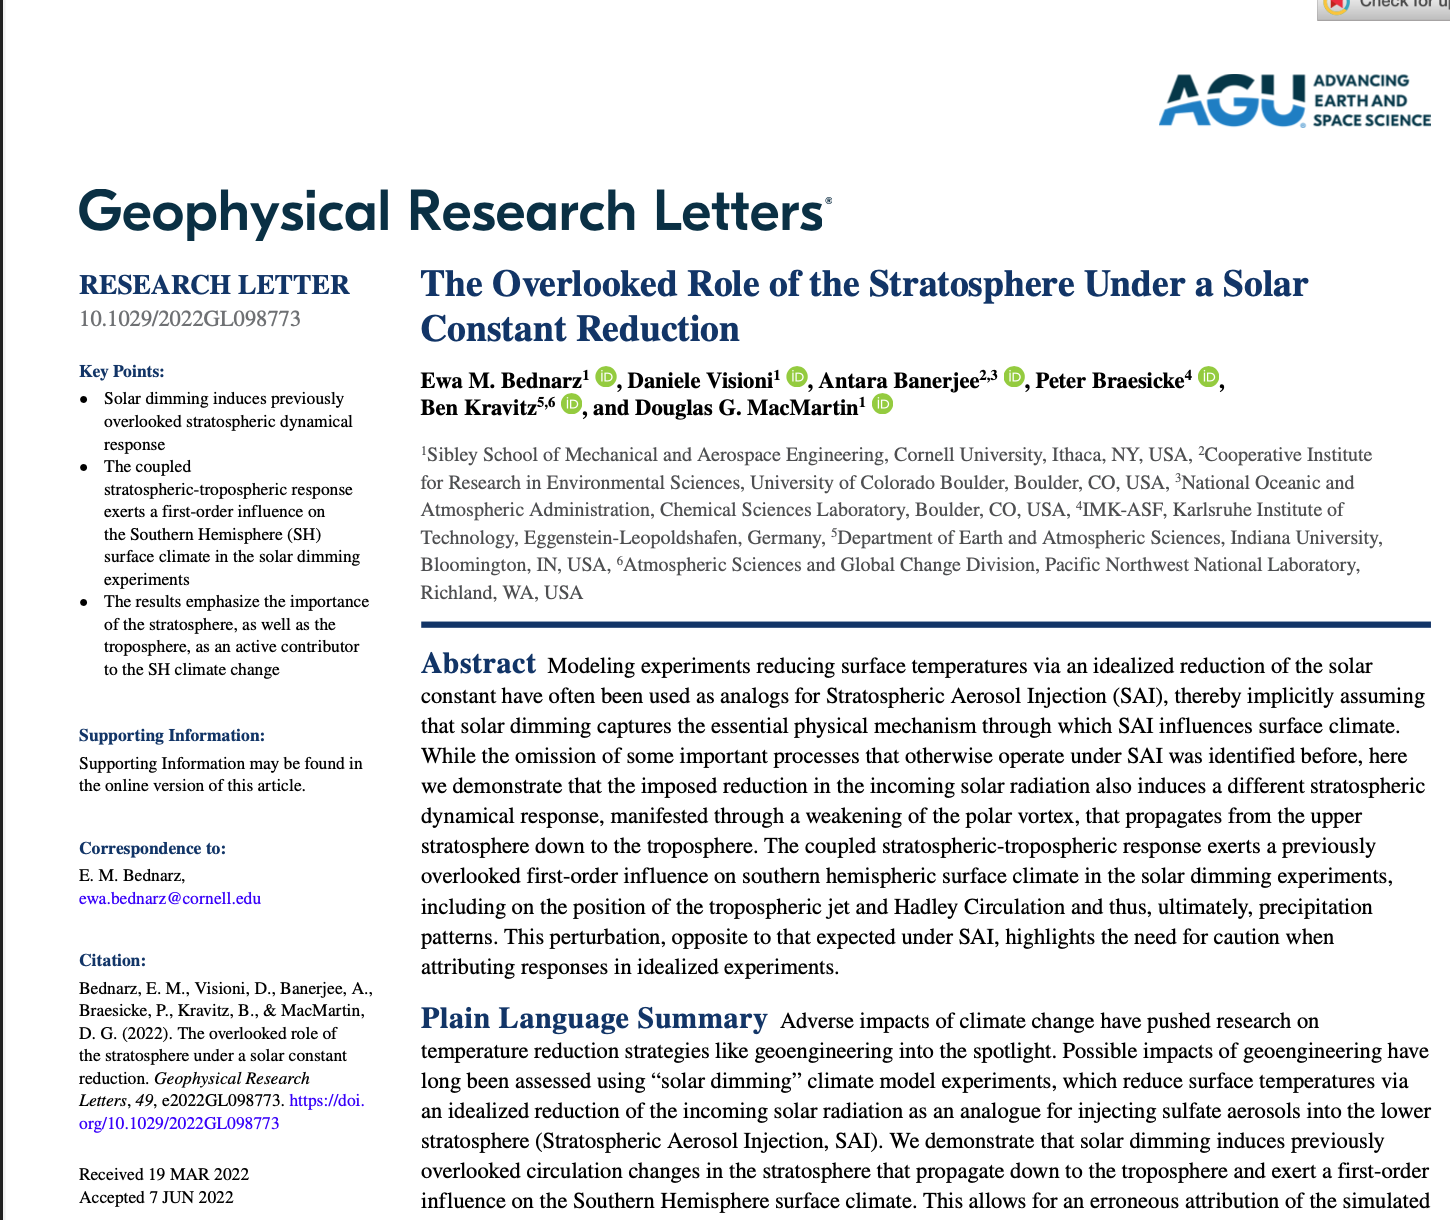 Check for up
AGU ADVANCING
EARTH AND
SPACE SCIENCE
Geophysical Research Letters®
RESEARCH LETTER
10.1029/2022GL098773
Key Points:
• Solar dimming induces previously
overlooked stratospheric dynamical
response
• The coupled
stratospheric-tropospheric response
exerts a first-order influence on
the Southern Hemisphere (SH)
surface climate in the solar dimming
experiments
• The results emphasize the importance
of the stratosphere, as well as the
troposphere, as an active contributor
to the SH climate change
Supporting Information:
Supporting Information may be found in
the online version of this article.
Correspondence to:
E. M. Bednarz,
ewa.bednarz@cornell.edu
Citation:
Bednarz, E. M., Visioni, D., Banerjee, A.,
Braesicke, P., Kravitz, B., & MacMartin,
D. G. (2022). The overlooked role of
the stratosphere under a solar constant
reduction. Geophysical Research
Letters, 49, e2022GL098773. https://doi.
org/10.1029/2022GL098773
Received 19 MAR 2022
Accepted 7 JUN 2022
The Overlooked Role of the Stratosphere Under a Solar
Constant Reduction
Ewa M. Bednarz1 iD, Daniele Visioni1 iD, Antara Banerjee2,3 iD, Peter Braesicke4 iD,
Ben Kravitz5,6 iD, and Douglas G. MacMartin1 iD
1Sibley School of Mechanical and Aerospace Engineering, Cornell University, Ithaca, NY, USA, 2Cooperative Institute
for Research in Environmental Sciences, University of Colorado Boulder, Boulder, CO, USA, 3National Oceanic and
Atmospheric Administration, Chemical Sciences Laboratory, Boulder, CO, USA, 4IMK-ASF, Karlsruhe Institute of
Technology, Eggenstein-Leopoldshafen, Germany, 5Department of Earth and Atmospheric Sciences, Indiana University,
Bloomington, IN, USA, 6Atmospheric Sciences and Global Change Division, Pacific Northwest National Laboratory,
Richland, WA, USA
Abstract Modeling experiments reducing surface temperatures via an idealized reduction of the solar
constant have often been used as analogs for Stratospheric Aerosol Injection (SAI), thereby implicitly assuming
that solar dimming captures the essential physical mechanism through which SAI influences surface climate.
While the omission of some important processes that otherwise operate under SAI was identified before, here
we demonstrate that the imposed reduction in the incoming solar radiation also induces a different stratospheric
dynamical response, manifested through a weakening of the polar vortex, that propagates from the upper
stratosphere down to the troposphere. The coupled stratospheric-tropospheric response exerts a previously
overlooked first-order influence on southern hemispheric surface climate in the solar dimming experiments,
including on the position of the tropospheric jet and Hadley Circulation and thus, ultimately, precipitation
patterns. This perturbation, opposite to that expected under SAI, highlights the need for caution when
attributing responses in idealized experiments.
Plain Language Summary Adverse impacts of climate change have pushed research on
temperature reduction strategies like geoengineering into the spotlight. Possible impacts of geoengineering have
long been assessed using “solar dimming” climate model experiments, which reduce surface temperatures via
an idealized reduction of the incoming solar radiation as an analogue for injecting sulfate aerosols into the lower
stratosphere (Stratospheric Aerosol Injection, SAI). We demonstrate that solar dimming induces previously
overlooked circulation changes in the stratosphere that propagate down to the troposphere and exert a first-order
influence on the Southern Hemisphere surface climate. This allows for an erroneous attribution of the simulated